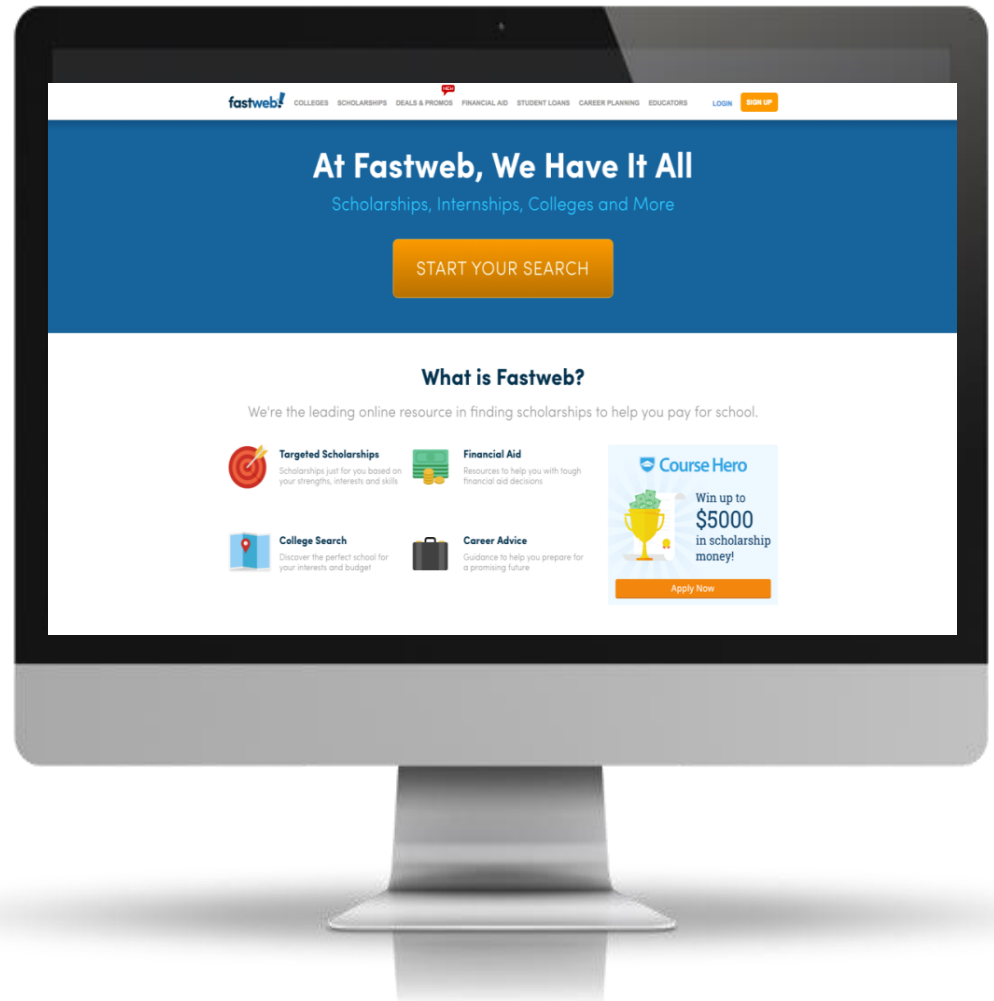 NEW
fastweb! COLLEGES SCHOLARSHIPS DEALS & PROMOS FINANCIAL AID STUDENT LOANS CAREER PLANNING EDUCATORS LOGIN SIGN UP
At Fastweb, We Have It All
Scholarships, Internships, Colleges and More
START YOUR SEARCH
What is Fastweb?
We're the leading online resource in finding scholarships to help you pay for school.
Targeted Scholarships
Scholarships just for you based on
your strengths, interests and skills
Financial Aid
Resources to help you with tough
financial aid decisions
College Search
Discover the perfect school for
your interests and budget
Career Advice
Guidance to help you prepare for
a promising future
Course Hero
Win up to
$5000
in scholarship
money!
Apply Now